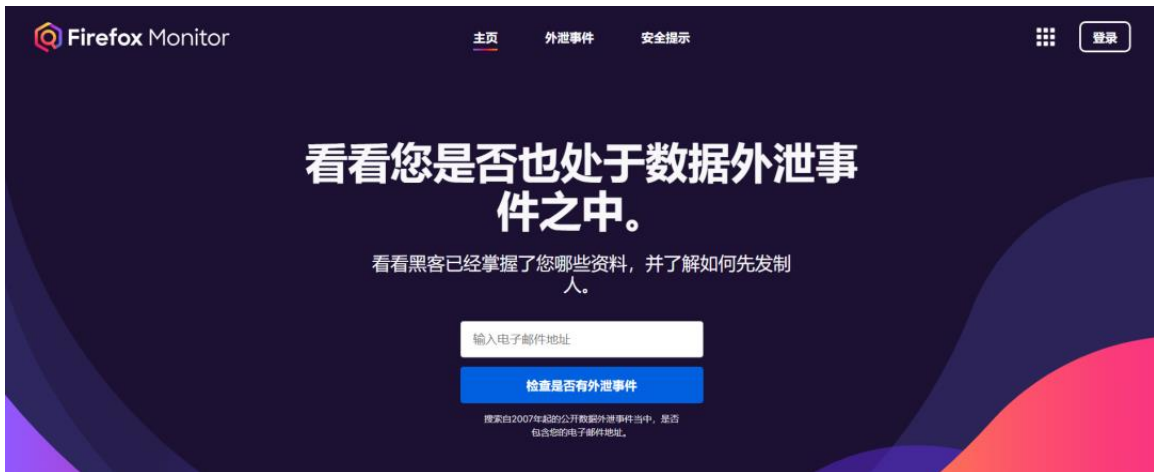 Firefox Monitor
主页
外泄事件
安全提示
登录
看看您是否也处于数据外泄事
件之中。
看看黑客已经掌握了您哪些资料，并了解如何先发制
人。
输入电子邮件地址
检查是否有外泄事件
搜索自2007年起的公开数据外泄事件当中，是否
包含您的电子邮件地址。